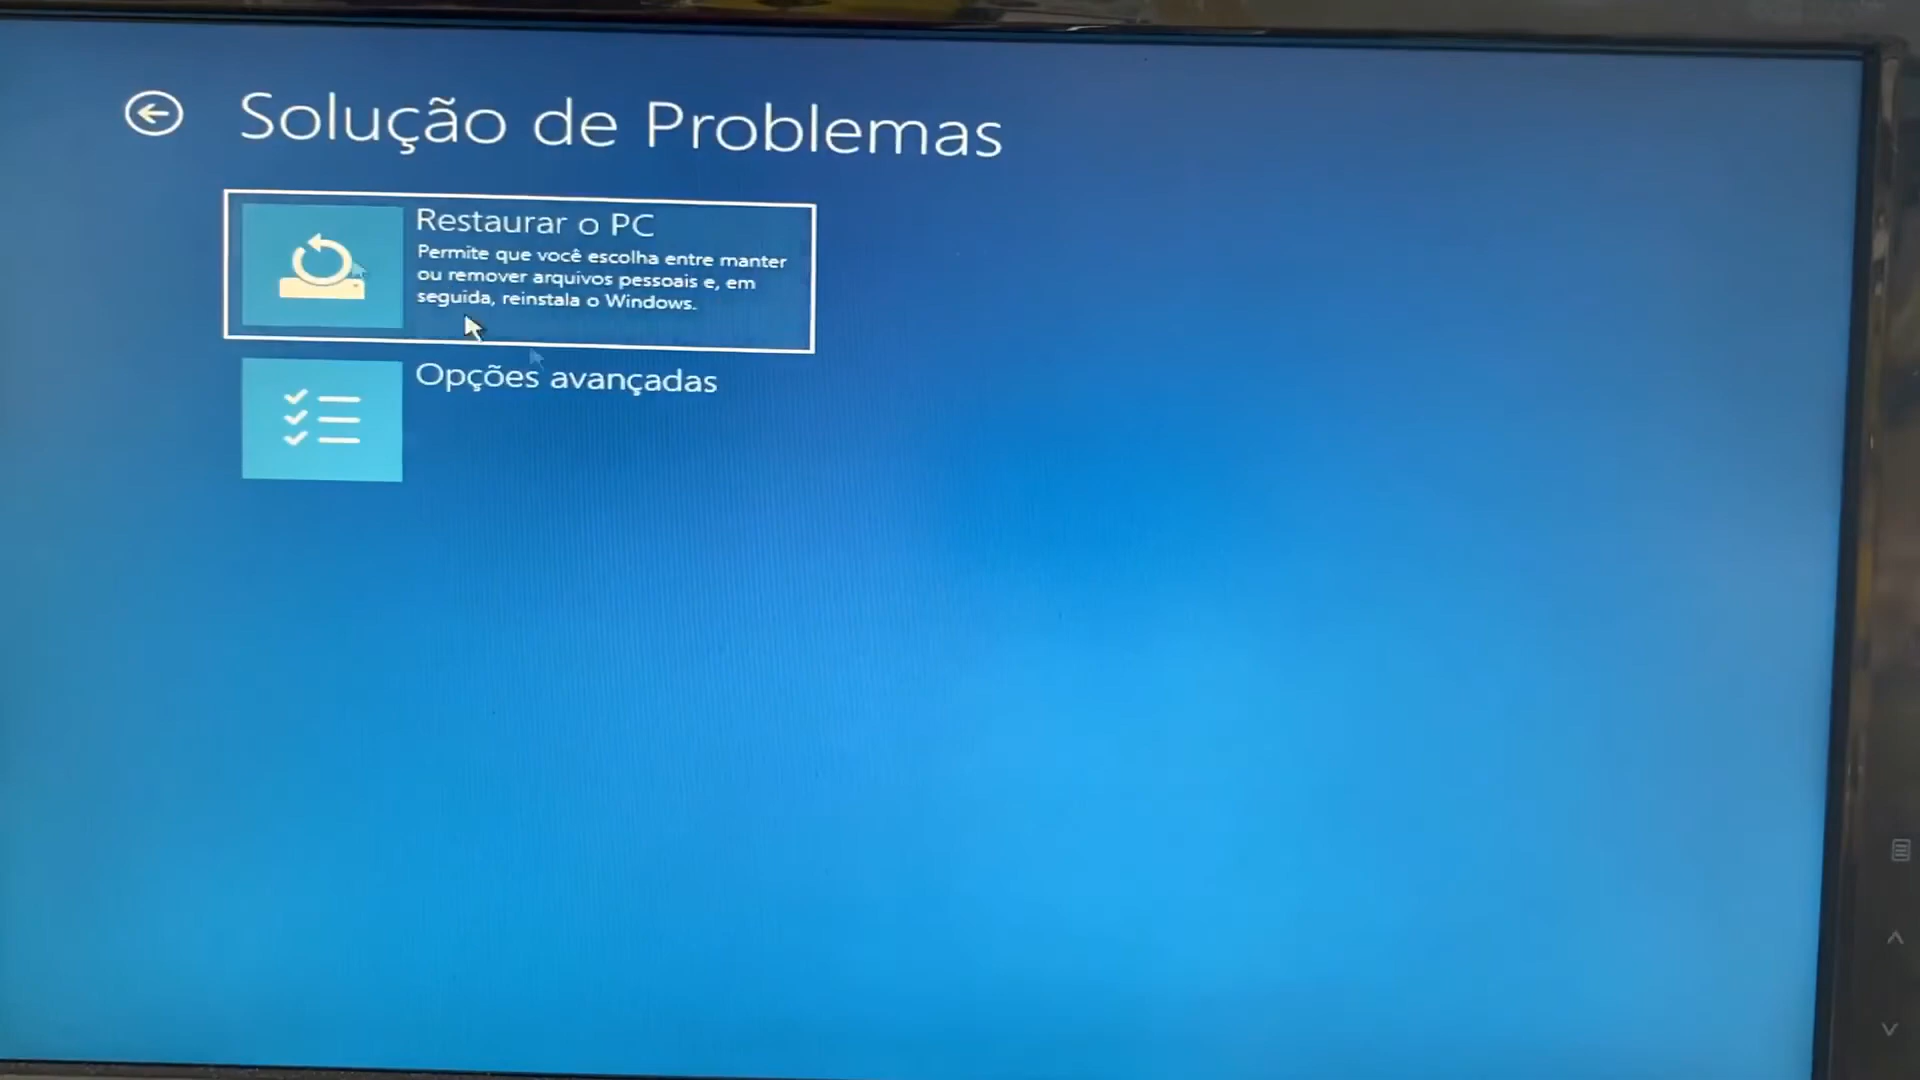 Solução de Problemas
Restaurar o PC
Permite que você escolha entre manter
ou remover arquivos pessoais e, em
seguida, reinstala o Windows.
Opções avançadas